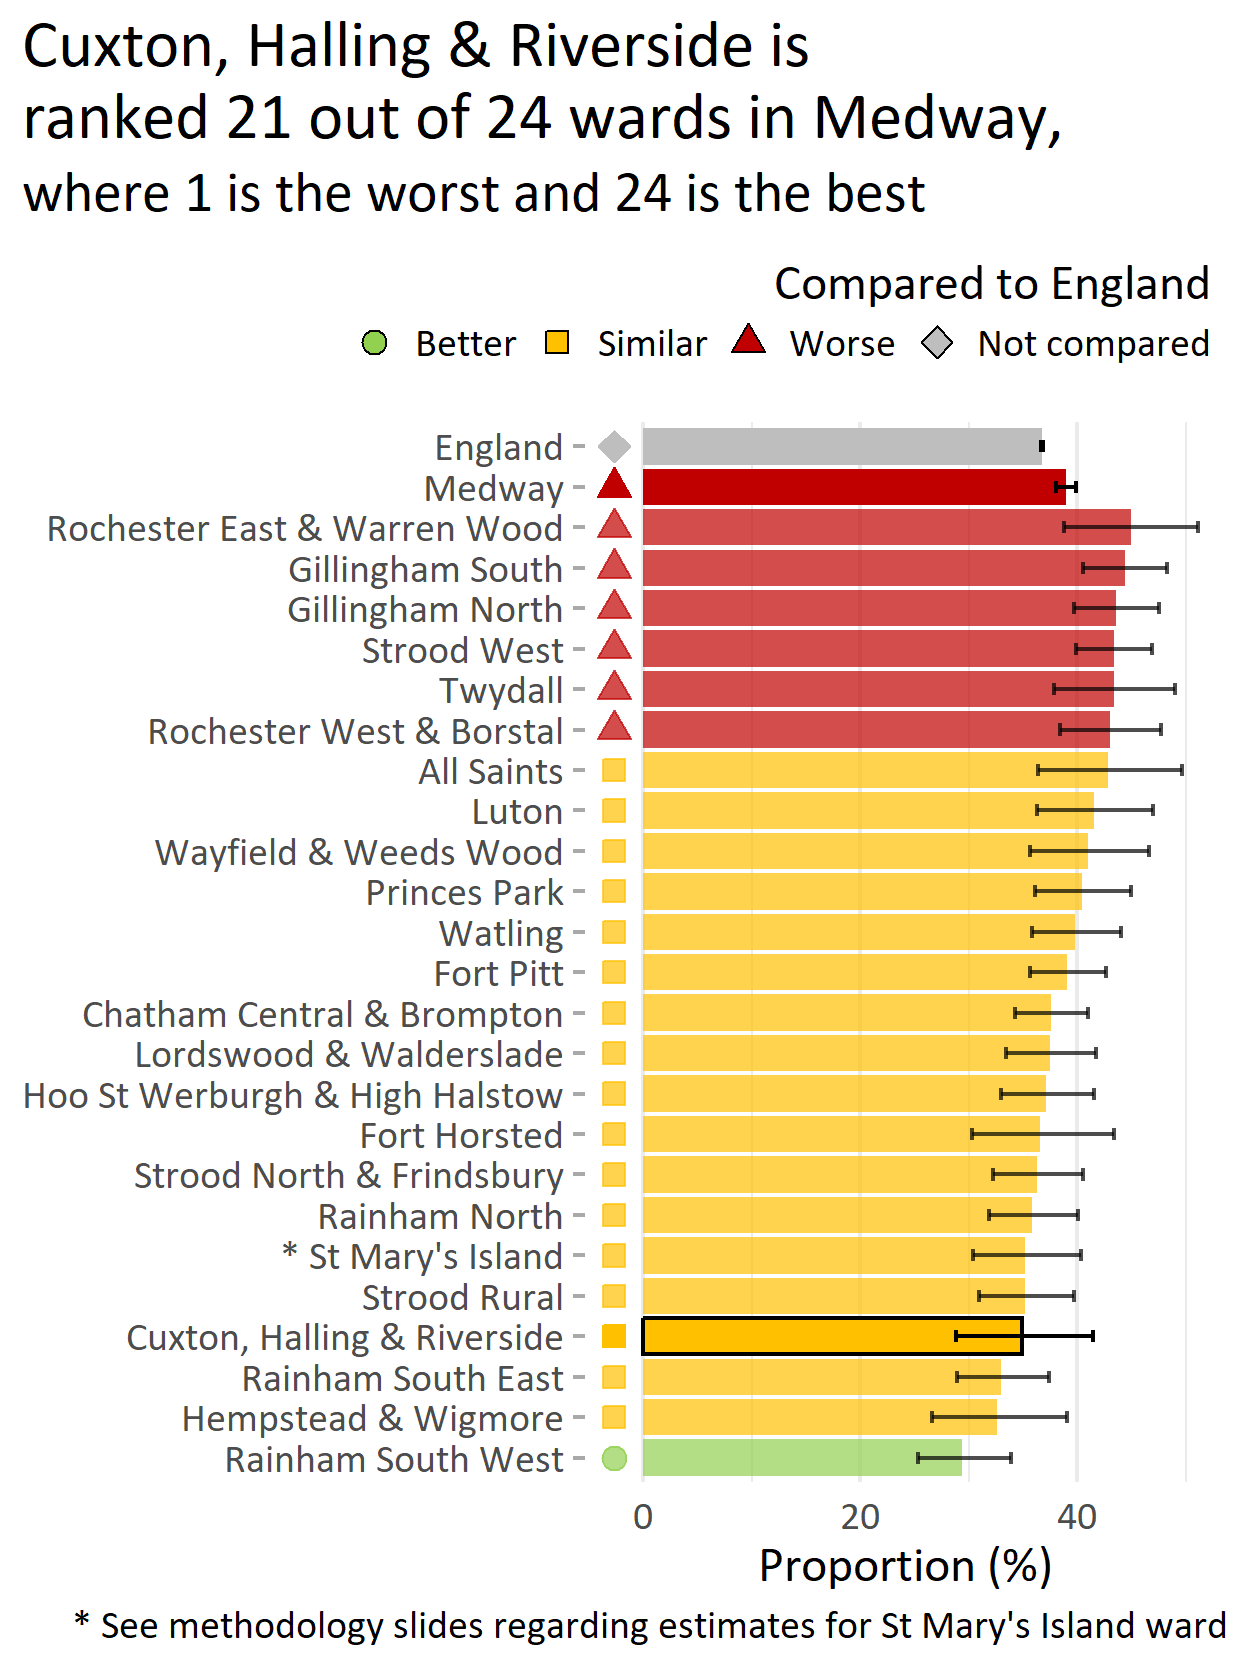 Cuxton, Halling & Riverside is
ranked 21 out of 24 wards in Medway,
where 1 is the worst and 24 is the best
Compared to England
Better Similar Worse Not compared
England
Medway
Rochester East & Warren Wood
Gillingham South
Gillingham North
Strood West
Twydall
Rochester West & Borstal
All Saints
Luton
Wayfield & Weeds Wood
Princes Park
Watling
Fort Pitt
Chatham Central & Brompton
Lordswood & Walderslade
Hoo St Werburgh & High Halstow
Fort Horsted
Strood North & Frindsbury
Rainham North
* St Mary's Island
Strood Rural
Cuxton, Halling & Riverside
Rainham South East
Hempstead & Wigmore
Rainham South West
0 20 40
Proportion (%)
* See methodology slides regarding estimates for St Mary's Island ward